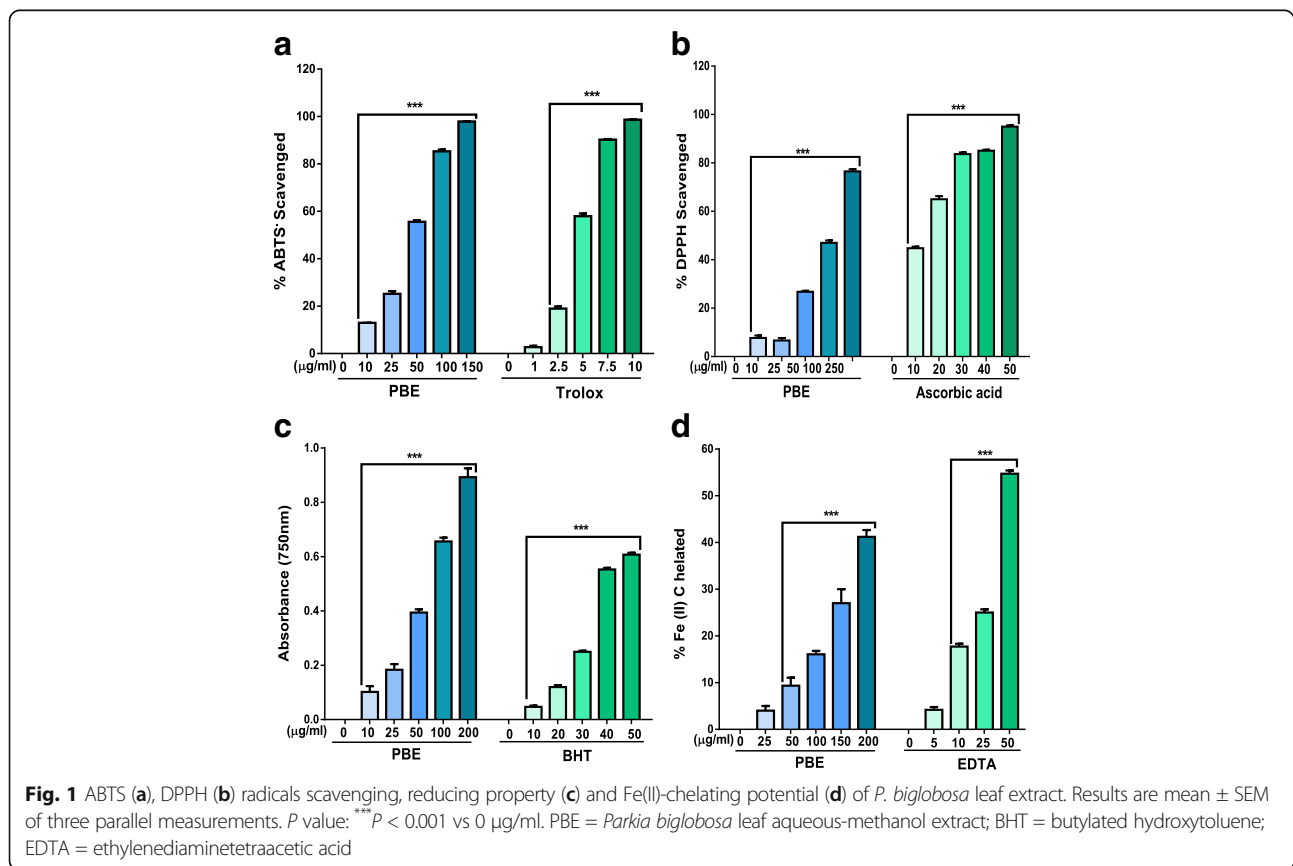 a
b
120
100
80
60
40
20
0
% ABTS· Scavenged
***
***
(µg/ml) 0 10 25 50 100 150 0 1 2.5 5 7.5 10
PBE Trolox
120
100
80
60
40
20
0
% DPPH Scavenged
***
***
(µg/ml) 0 10 25 50 100 250 0 10 20 30 40 50
PBE Ascorbic acid
c
d
1.0
0.8
0.6
0.4
0.2
0.0
Absorbance (750nm)
***
***
(µg/ml) 0 10 25 50 100 200 0 10 20 30 40 50
PBE BHT
60
50
40
30
20
10
0
% Fe (II) C helated
***
***
(µg/ml) 0 25 50 100 150 200 0 5 10 25 50
PBE EDTA
Fig. 1 ABTS (a), DPPH (b) radicals scavenging, reducing property (c) and Fe(II)-chelating potential (d) of P. biglobosa leaf extract. Results are mean ± SEM
of three parallel measurements. P value: ***P < 0.001 vs 0 µg/ml. PBE = Parkia biglobosa leaf aqueous-methanol extract; BHT = butylated hydroxytoluene;
EDTA = ethylenediaminetetraacetic acid